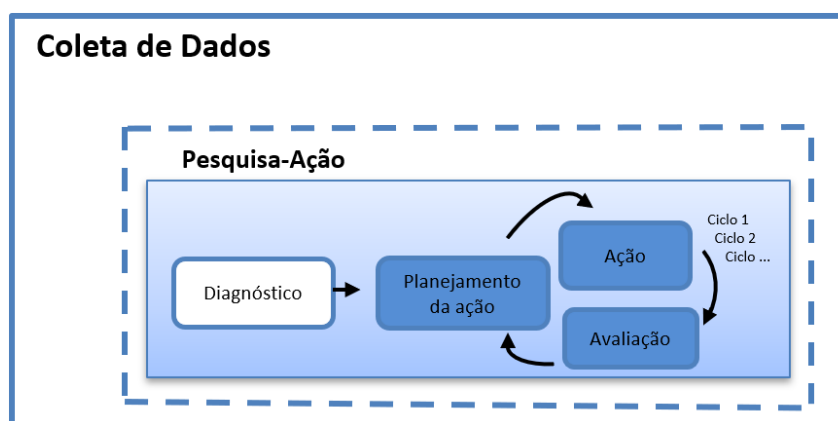 Coleta de Dados
Pesquisa-Ação
Diagnóstico
Planejamento
da ação
Ação
Ciclo 1
Ciclo 2
Ciclo ...
Avaliação